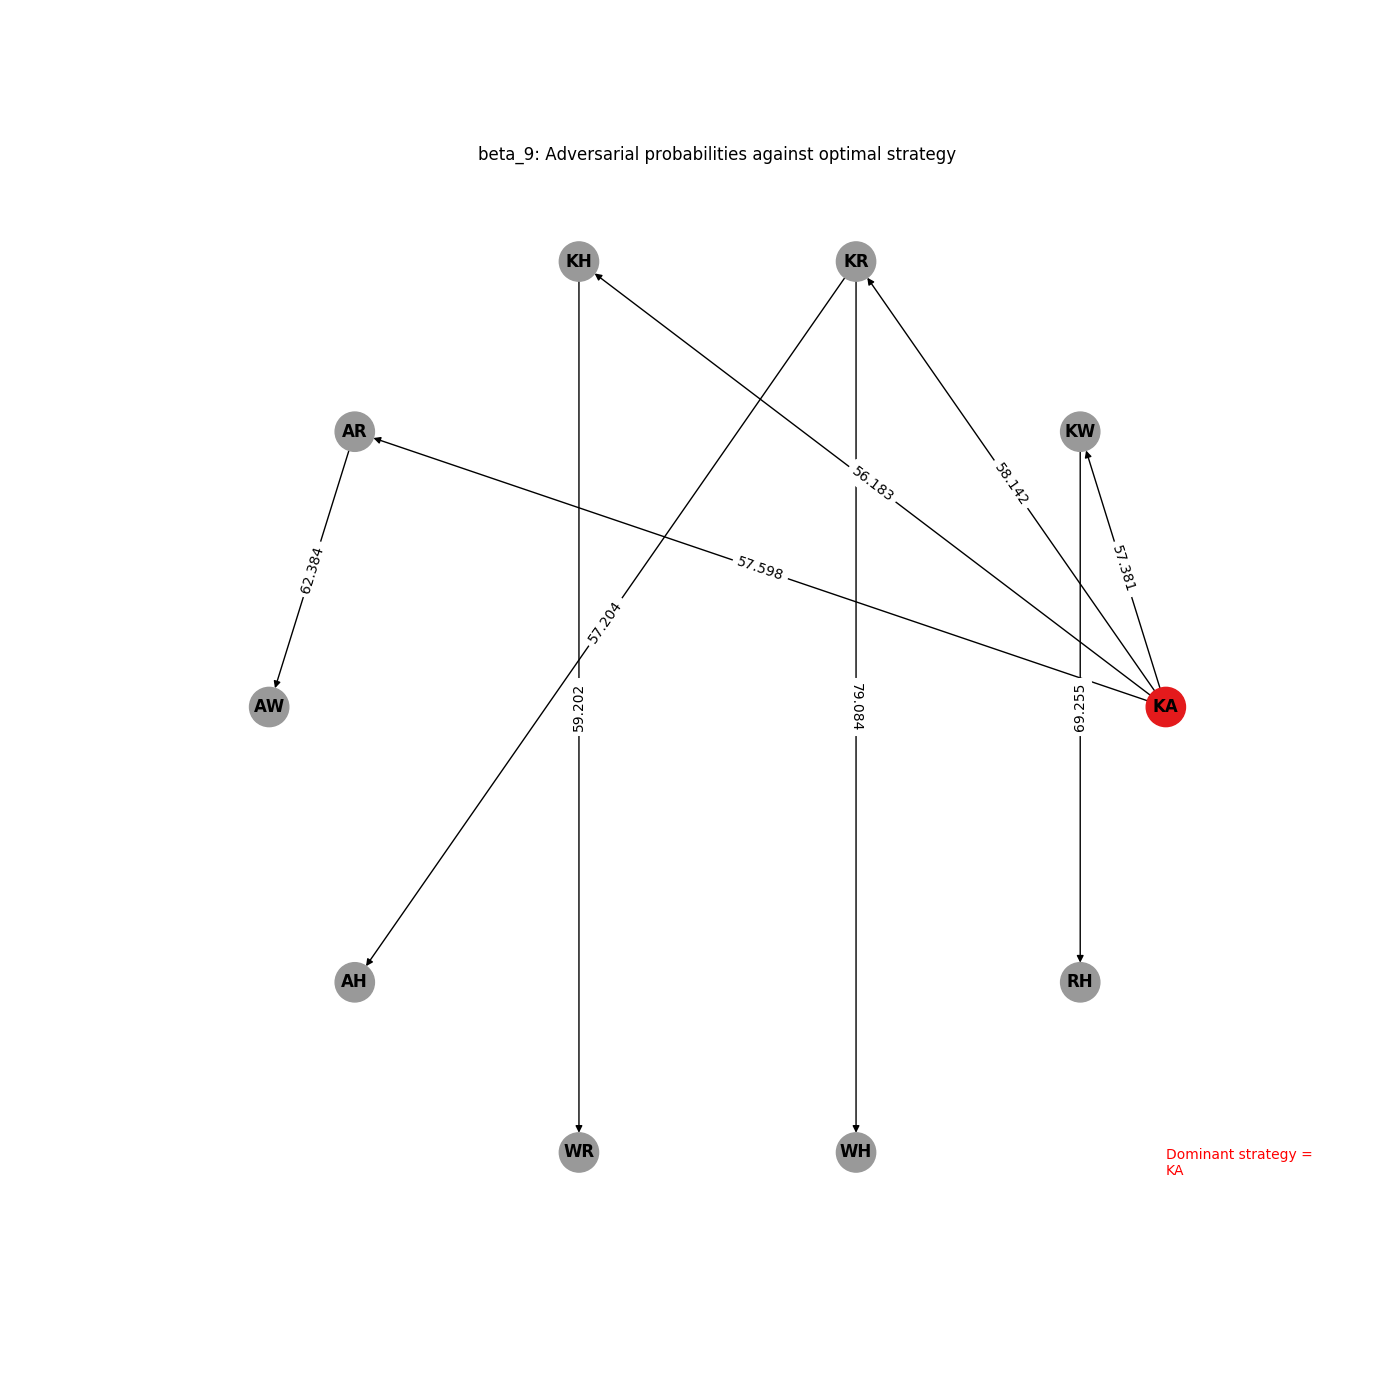 beta_9: Adversarial probabilities against optimal strategy
KH
KR
AR
KW
56.183
58.142
57.598
57.381
62.384
57.204
AW
59.202
79.084
69.255
KA
AH
RH
WR
WH
Dominant strategy =
KA